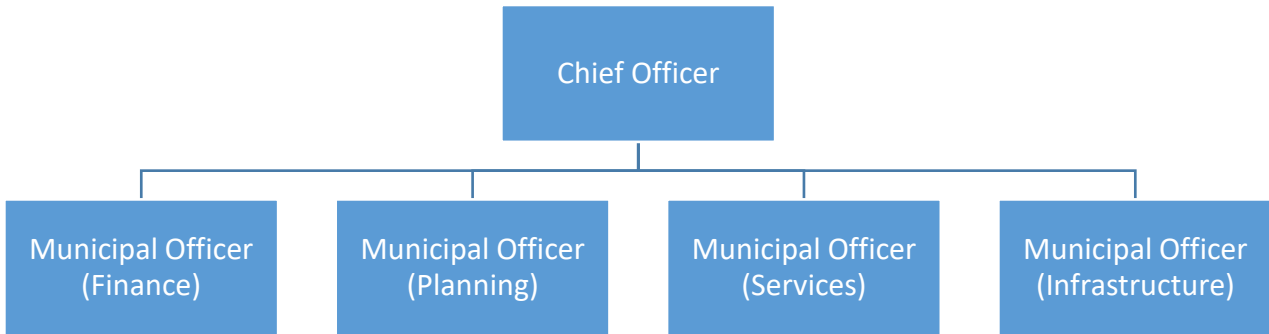 Chief Officer
Municipal Officer
(Finance)
Municipal Officer
(Planning)
Municipal Officer
(Services)
Municipal Officer
(Infrastructure)